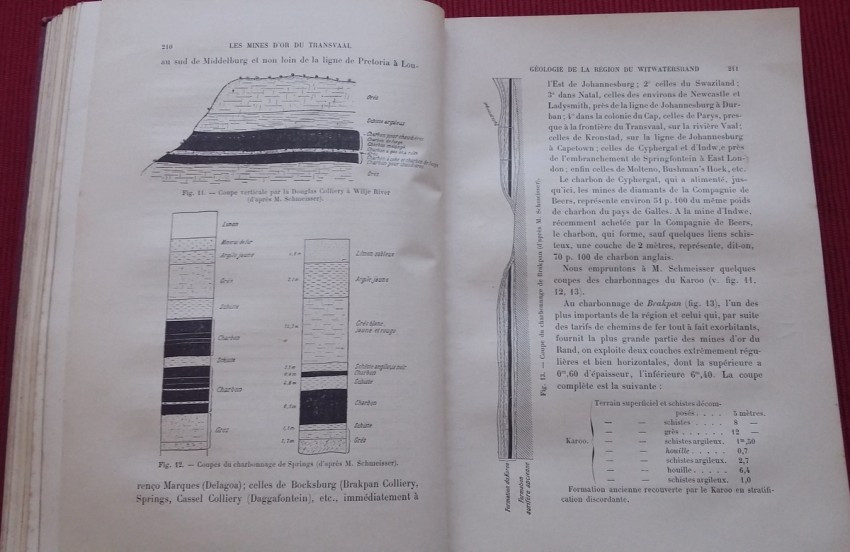 210 LES MINES D'OR DU TRANSVAAL
au sud de Middelburg et non loin de la ligne de Pretoria à Lou-
Grès
Schiste argileux
Grès
Fig. 11. — Coupe verticale par la Douglas Colliery à Wilje River
(d'après M. Schmeisser).
Limon
Argile jaune
Grès
Schiste
Charbon
Schiste
Charbon
Grès
Limon sableux
Argile jaune
Grès blanc,
jaune et rouge
Schiste argileux noir
Charbon
Schiste
Charbon
Schiste
Grès
Fig. 12. — Coupes du charbonnage de Springs (d'après M. Schmeisser).
renço Marques (Delagoa); celles de Bocksburg (Brakpan Colliery,
Springs, Cassel Colliery (Daggafontein), etc., immédiatement à
GÉOLOGIE DE LA RÉGION DU WITWATERSRAND 211
Fig. 13. — Coupe du charbonnage de Brakpan (d'après M. Schmeisser).
Formation du Karoo
Formation
aurifère ancienne
l'Est de Johannesburg; 2° celles du Swaziland;
3° dans Natal, celles des environs de Newcastle et
Ladysmith, près de la ligne de Johannesburg à Dur-
ban; 4° dans la colonie du Cap, celles de Parys, pres-
que à la frontière du Transvaal, sur la rivière Vaal;
celles de Kronstad, sur la ligne de Johannesburg
à Capetown; celles de Cyphergat et d'Indwe, près
de l'embranchement de Springfontein à East Lon-
don; enfin celles de Molteno, Bushman's Hock, etc.
Le charbon de Cyphergat, qui a alimenté, jus-
qu'ici, les mines de diamants de la Compagnie de
Beers, représente environ 51 p. 100 du même poids
de charbon du pays de Galles. A la mine d'Indwe,
récemment achetée par la Compagnie de Beers,
le charbon, qui forme, sauf quelques liens schis-
teux, une couche de 2 mètres, représente, dit-on,
70 p. 100 de charbon anglais.
Nous empruntons à M. Schmeisser quelques
coupes des charbonnages du Karoo (v. fig. 11,
12, 13).
Au charbonnage de Brakpan (fig. 13), l'un des
plus importants de la région et celui qui, par suite
des tarifs de chemins de fer tout à fait exorbitants,
fournit la plus grande partie des mines d'or du
Rand, on exploite deux couches extrêmement régu-
lières et bien horizontales, dont la supérieure a
0m,60 d'épaisseur, l'inférieure 6m,40. La coupe
complète est la suivante :
Terrain superficiel et schistes décom-
posés . . . . 5 mètres.
— — schistes . . . . 8 —
— — grès . . . . . . 12 —
Karoo. — — schistes argileux. 1m,50
— — houille . . . . . 0,7
— — schistes argileux. 2,7
— — houille . . . . . 6,4
— — schistes argileux. 1,0
Formation ancienne recouverte par le Karoo en stratifi-
cation discordante.